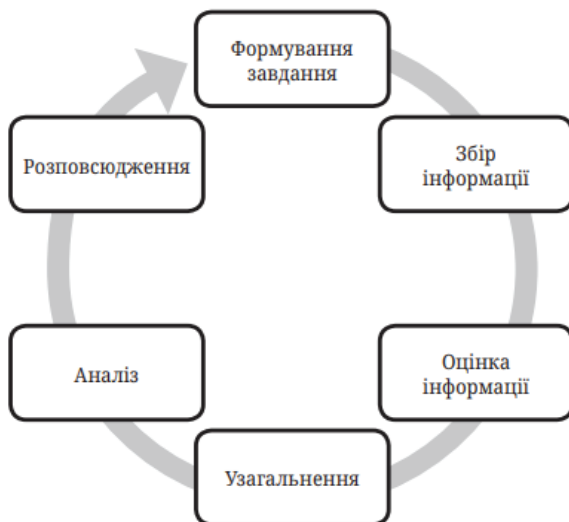 Формування
завдання
Збір
інформації
Оцінка
інформації
Узагальнення
Аналіз
Розповсюдження